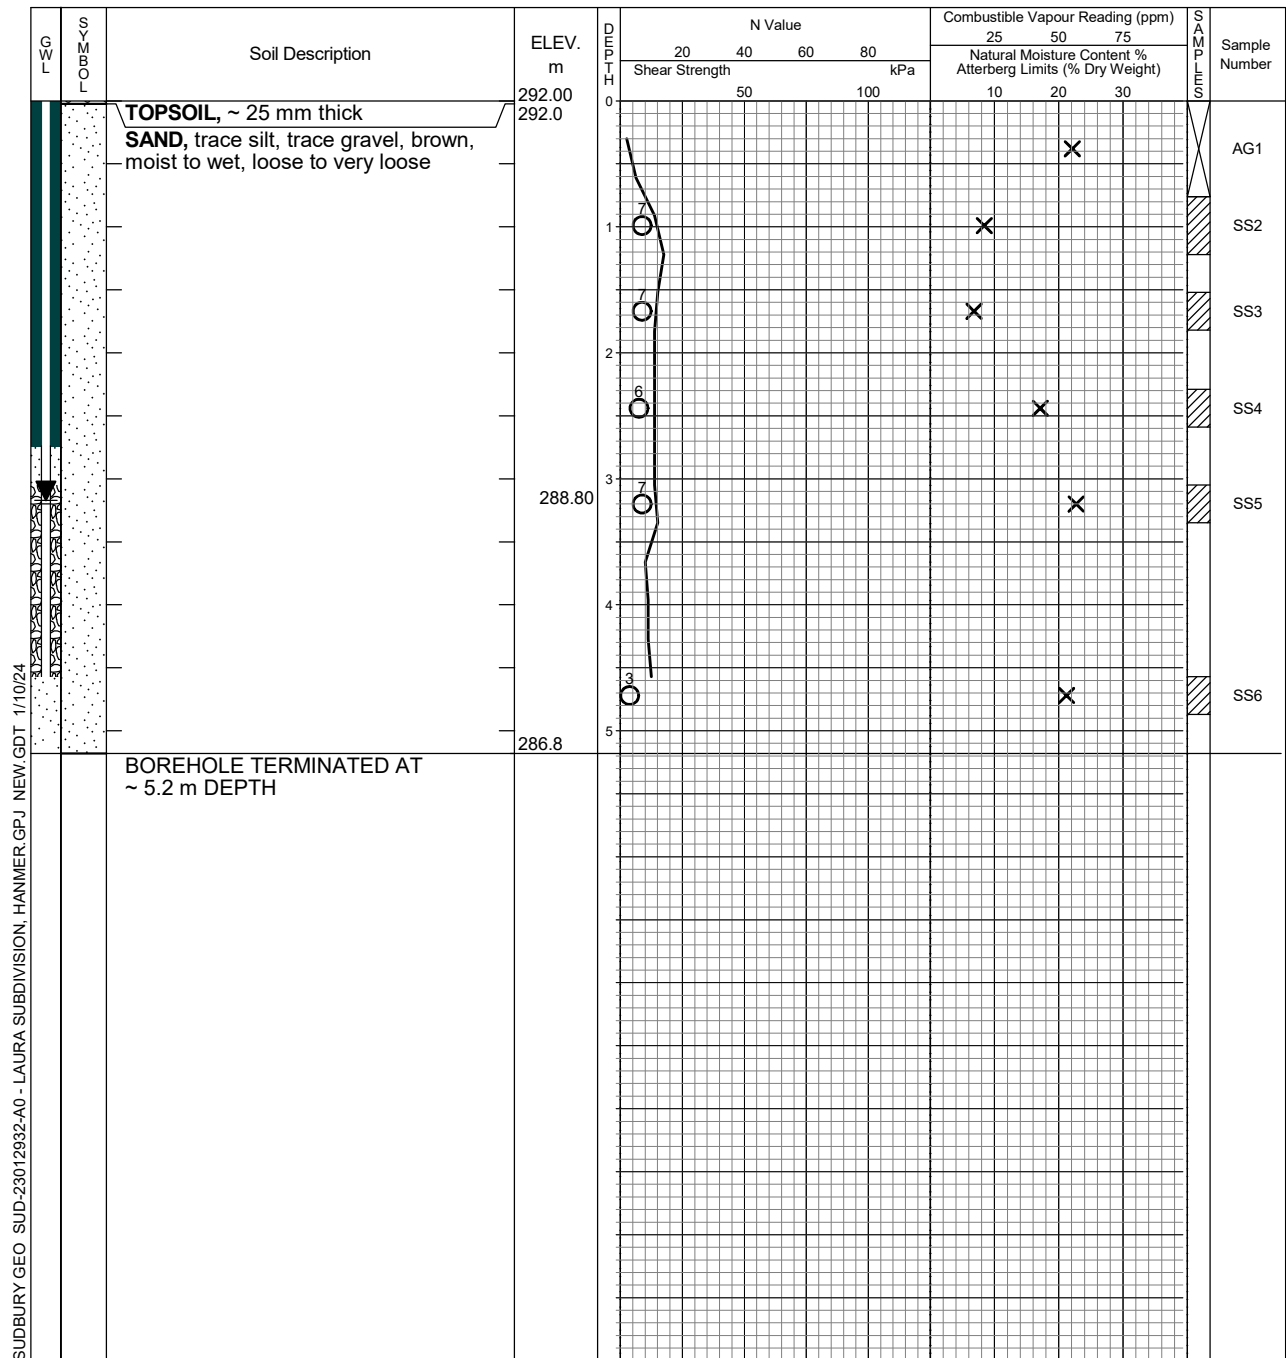 GWL
SYMBOL
Soil Description
ELEV.
m
DEPTH
N Value
20 40 60 80
Shear Strength kPa
50 100
Combustible Vapour Reading (ppm)
25 50 75
Natural Moisture Content %
Atterberg Limits (% Dry Weight)
10 20 30
SAMPLES
Sample
Number
292.00
0
TOPSOIL, ~ 25 mm thick
292.0
SAND, trace silt, trace gravel, brown,
moist to wet, loose to very loose
AG1
7
1
SS2
7
SS3
2
6
SS4
3
7
288.80
SS5
4
3
SS6
5
286.8
BOREHOLE TERMINATED AT
~ 5.2 m DEPTH
SUDBURY GEO SUD-23012932-A0 - LAURA SUBDIVISION, HANMER.GPJ NEW.GDT 1/10/24